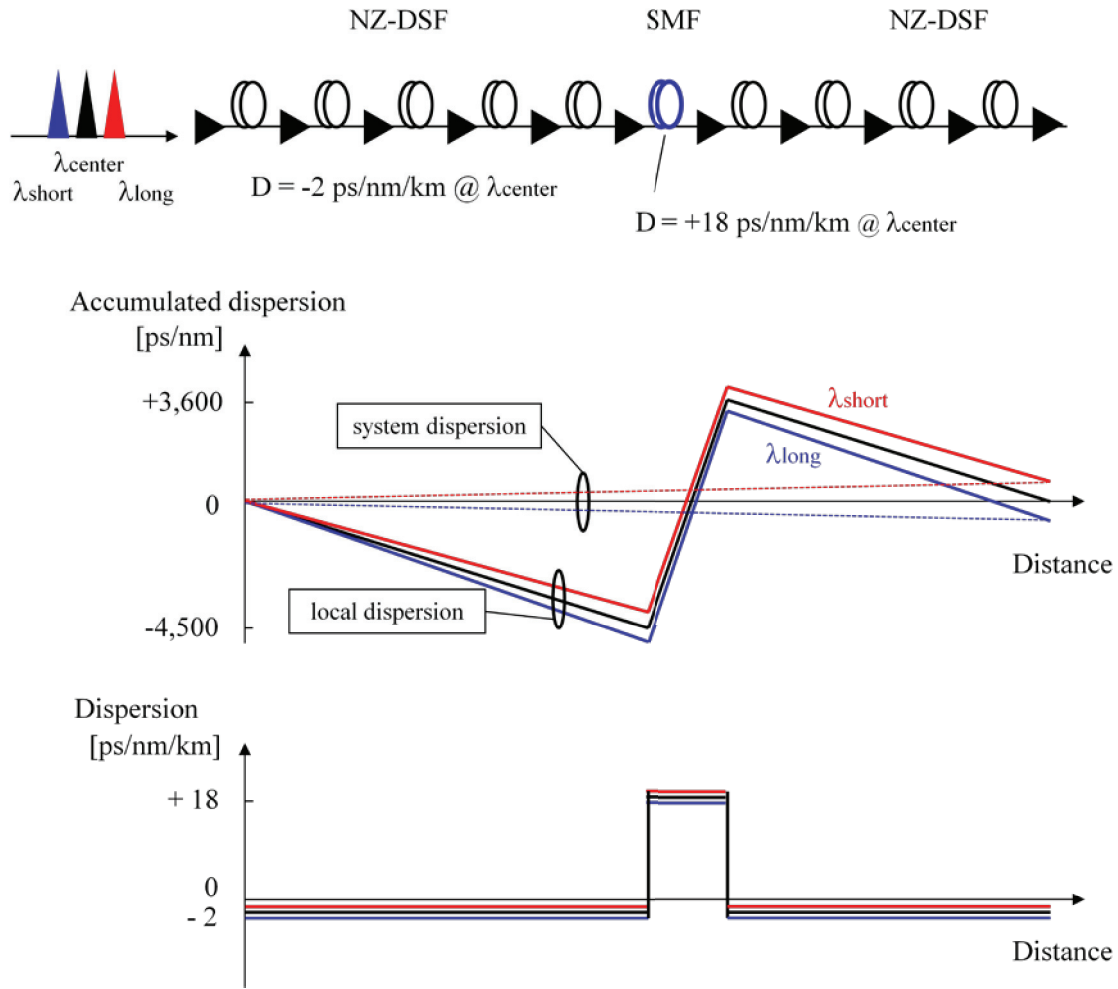 NZ-DSF SMF NZ-DSF
λcenter
λshort λlong
D = -2 ps/nm/km @ λcenter
D = +18 ps/nm/km @ λcenter
Accumulated dispersion
[ps/nm]
+3,600
λshort
system dispersion
λlong
0
Distance
local dispersion
-4,500
Dispersion
[ps/nm/km]
+ 18
0
- 2
Distance